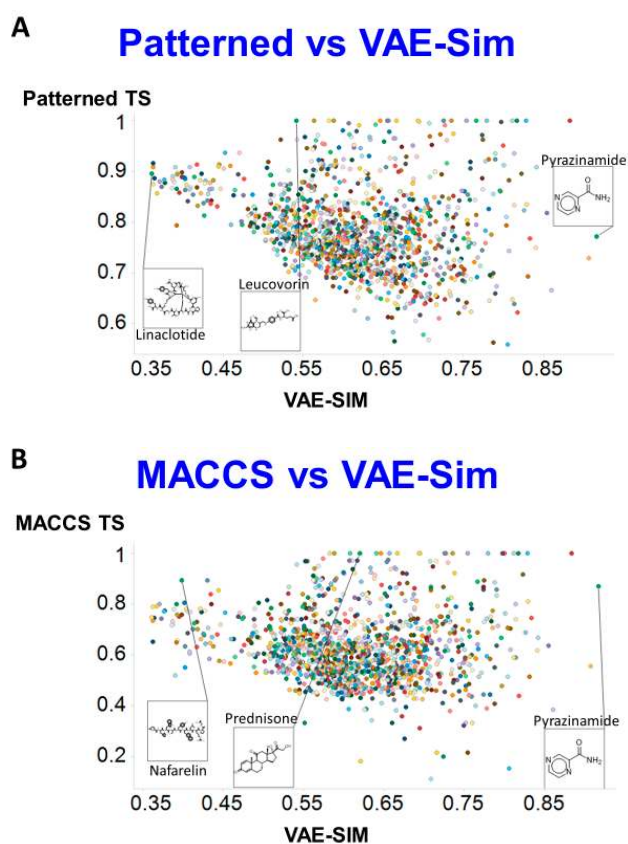 A
Patterned vs VAE-Sim
Patterned TS
1
0.9
0.8
0.7
0.6
Pyrazinamide
O
N
NH2
N
Linaclotide
Leucovorin
0.35 0.45 0.55 0.65 0.75 0.85
VAE-SIM
B
MACCS vs VAE-Sim
MACCS TS
1
0.8
0.6
0.4
0.2
Nafarelin
Prednisone
Pyrazinamide
O
N
NH2
N
0.35 0.45 0.55 0.65 0.75 0.85
VAE-SIM